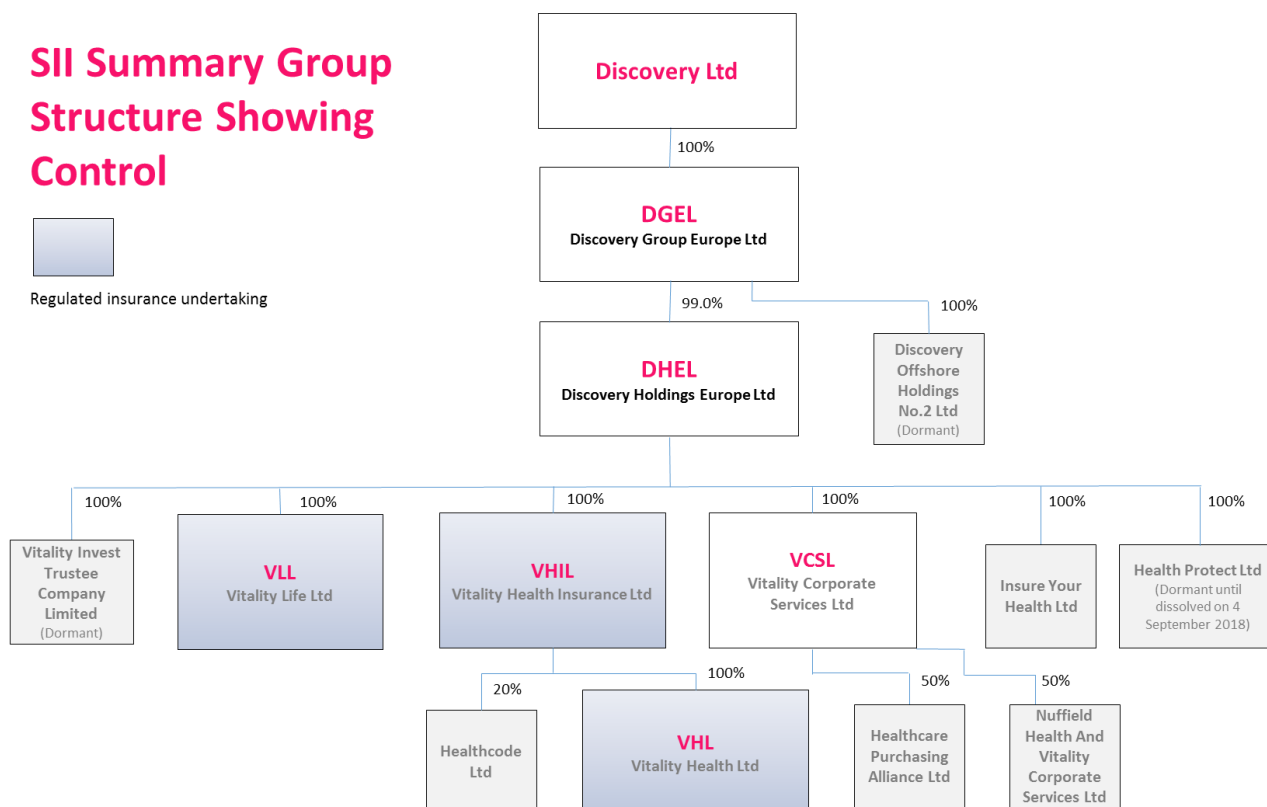 SII Summary Group
Structure Showing
Control
Regulated insurance undertaking
Discovery Ltd
100%
DGEL
Discovery Group Europe Ltd
99.0%
100%
DHEL
Discovery Holdings Europe Ltd
Discovery
Offshore
Holdings
No.2 Ltd
(Dormant)
100%
100%
100%
100%
100%
100%
Vitality Invest
Trustee
Company
Limited
(Dormant)
VLL
Vitality Life Ltd
VHIL
Vitality Health Insurance Ltd
VCSL
Vitality Corporate
Services Ltd
Insure Your
Health Ltd
Health Protect Ltd
(Dormant until
dissolved on 4
September 2018)
20%
100%
50%
50%
Healthcode
Ltd
VHL
Vitality Health Ltd
Healthcare
Purchasing
Alliance Ltd
Nuffield
Health And
Vitality
Corporate
Services Ltd